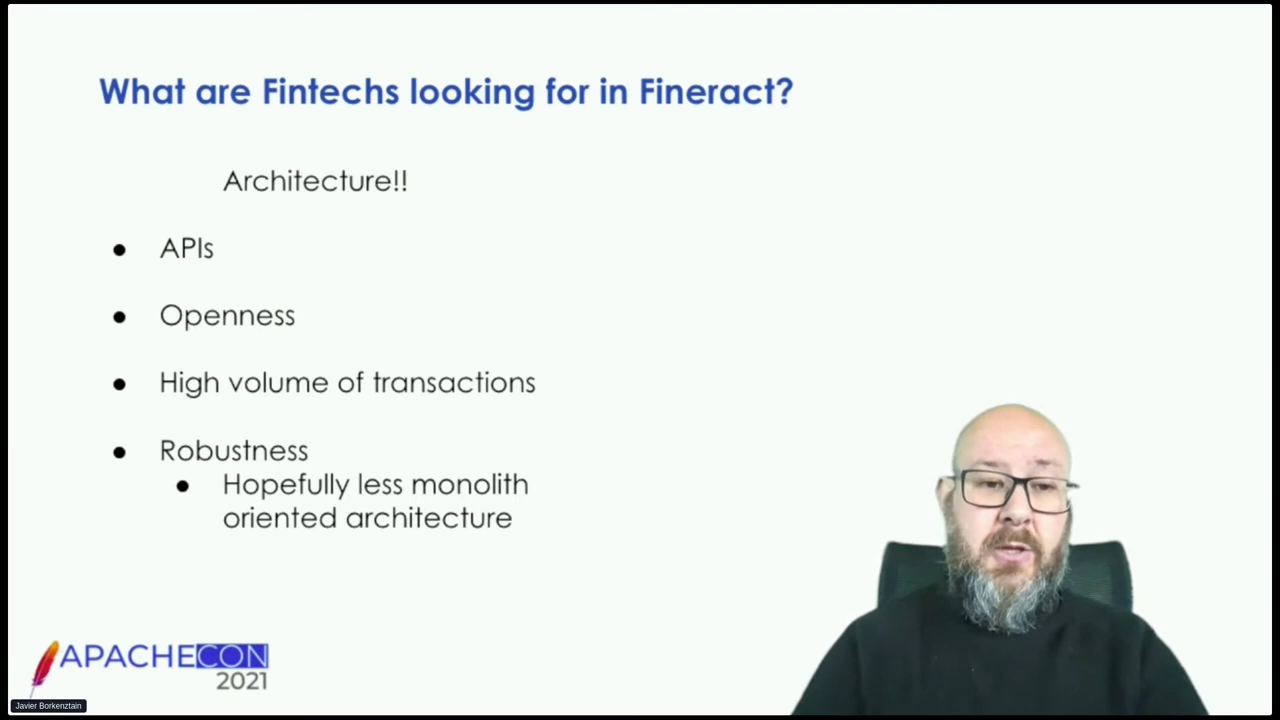 What are Fintechs looking for in Fineract?
Architecture!!
● APIs
● Openness
● High volume of transactions
● Robustness
● Hopefully less monolith
oriented architecture
APACHECON
2021
Javier Borkenztain